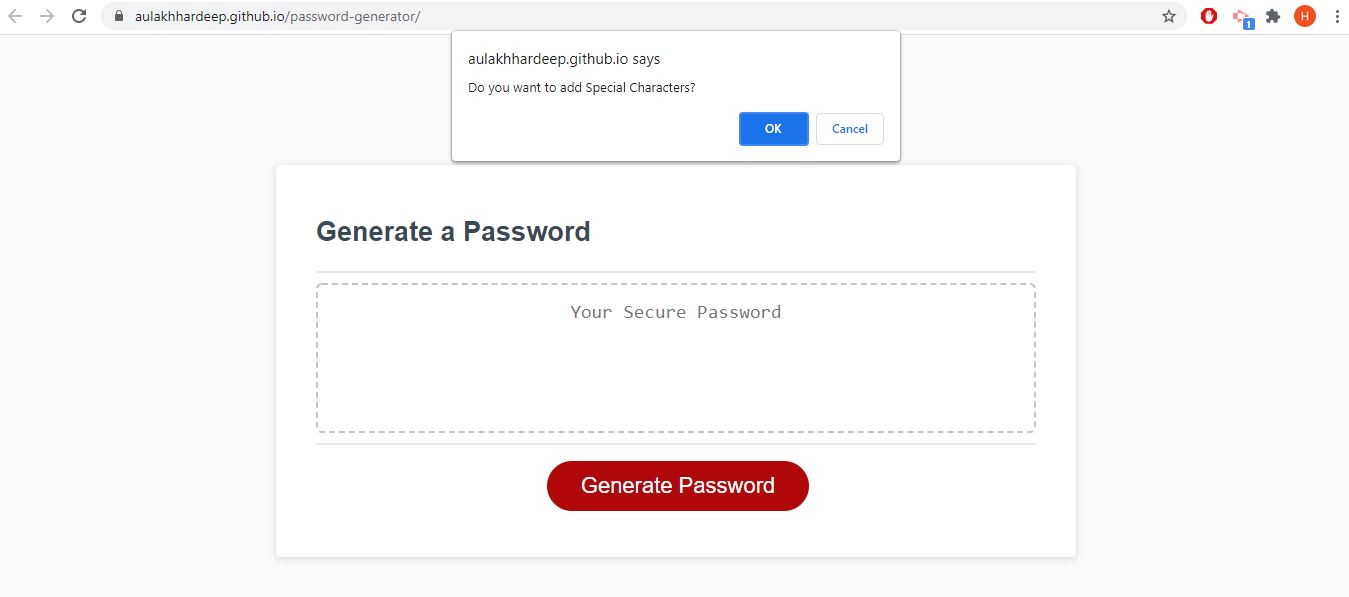 aulakhhardeep.github.io/password-generator/
1
H
aulakhhardeep.github.io says
Do you want to add Special Characters?
OK Cancel
Generate a Password
Your Secure Password
Generate Password